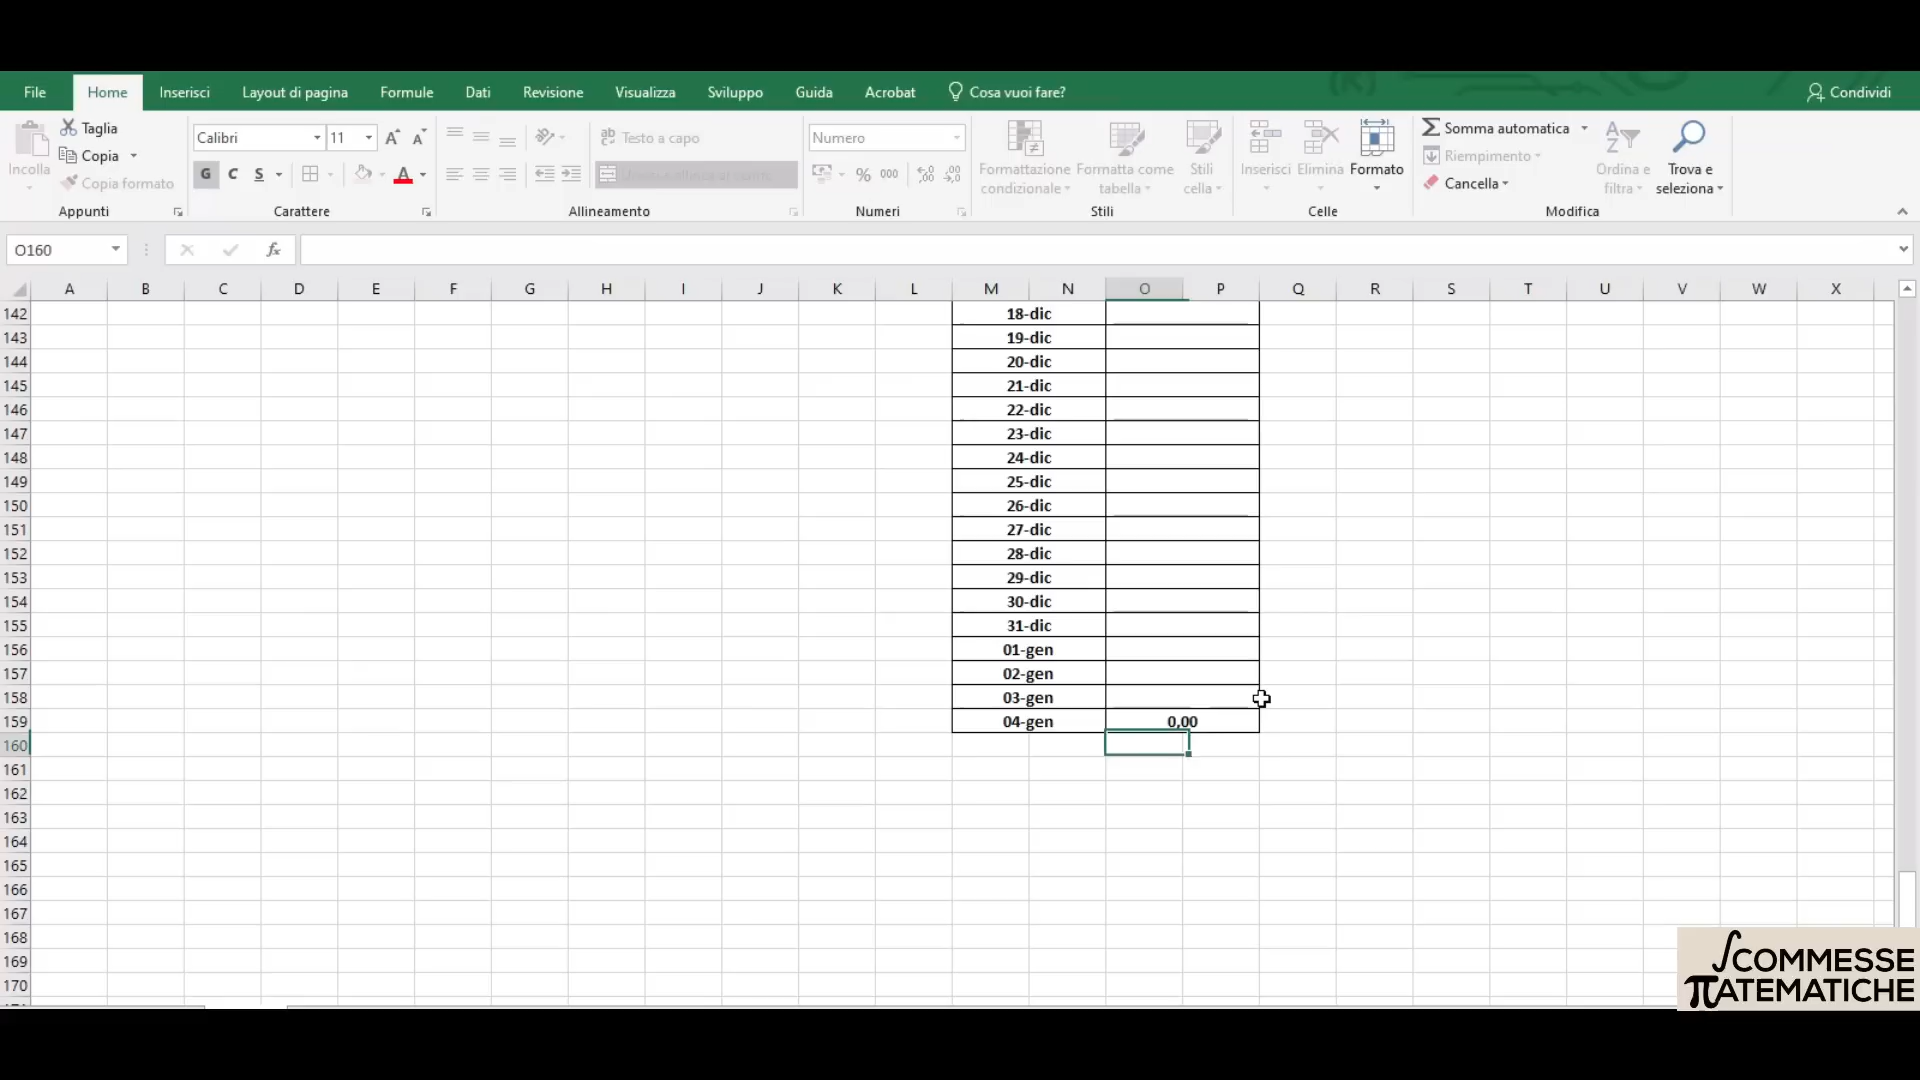 File Home Inserisci Layout di pagina Formule Dati Revisione Visualizza Sviluppo Guida Acrobat Cosa vuoi fare? Condividi
Incolla
Taglia
Copia
Copia formato
Appunti
Calibri 11
G C S
Carattere
Testo a capo
Allineamento
Numero
% 000
Numeri
Formattazione condizionale
Formatta come tabella
Stili cella
Stili
Inserisci Elimina Formato
Celle
Somma automatica
Riempimento
Cancella
Ordina e filtra
Trova e seleziona
Modifica
O160 fx
A B C D E F G H I J K L M N O P Q R S T U V W X
142 18-dic
143 19-dic
144 20-dic
145 21-dic
146 22-dic
147 23-dic
148 24-dic
149 25-dic
150 26-dic
151 27-dic
152 28-dic
153 29-dic
154 30-dic
155 31-dic
156 01-gen
157 02-gen
158 03-gen
159 04-gen 0,00
160
161
162
163
164
165
166
167
168
169
170
∫COMMESSE
πATEMATICHE